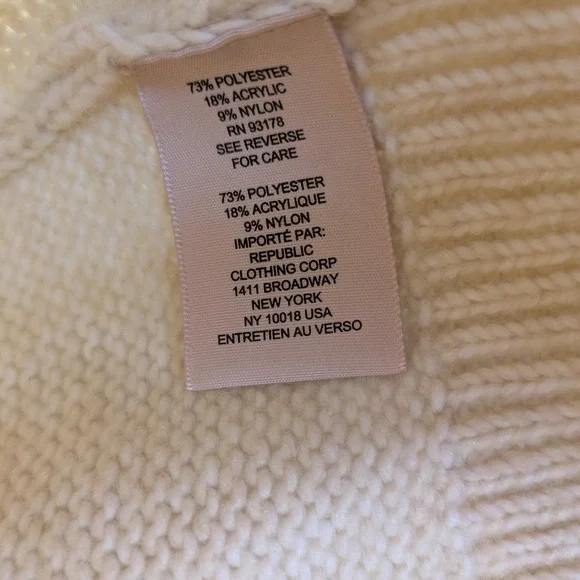 73% POLYESTER
18% ACRYLIC
9% NYLON
RN 93178
SEE REVERSE
FOR CARE
73% POLYESTER
18% ACRYLIQUE
9% NYLON
IMPORTÉ PAR:
REPUBLIC
CLOTHING CORP
1411 BROADWAY
NEW YORK
NY 10018 USA
ENTRETIEN AU VERSO